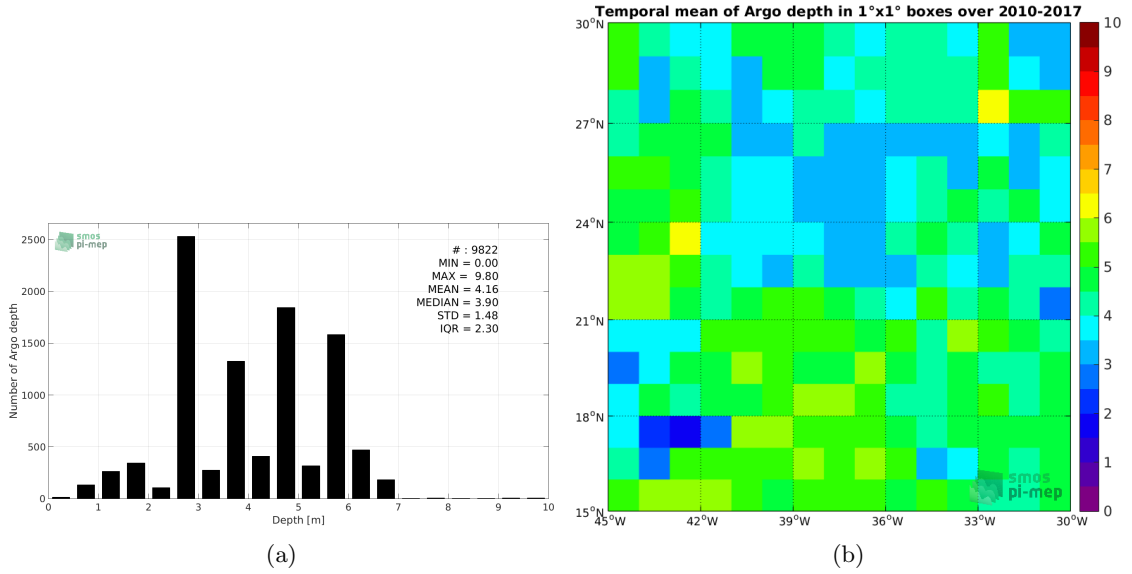 smos
pi-mep
# : 9822
MIN = 0.00
MAX = 9.80
MEAN = 4.16
MEDIAN = 3.90
STD = 1.48
IQR = 2.30
Number of Argo depth
2500
2000
1500
1000
500
0
0 1 2 3 4 5 6 7 8 9 10
Depth [m]
(a)
Temporal mean of Argo depth in 1°x1° boxes over 2010-2017
30°N
27°N
24°N
21°N
18°N
15°N
45°W 42°W 39°W 36°W 33°W 30°W
smos
pi-mep
10
9
8
7
6
5
4
3
2
1
0
(b)